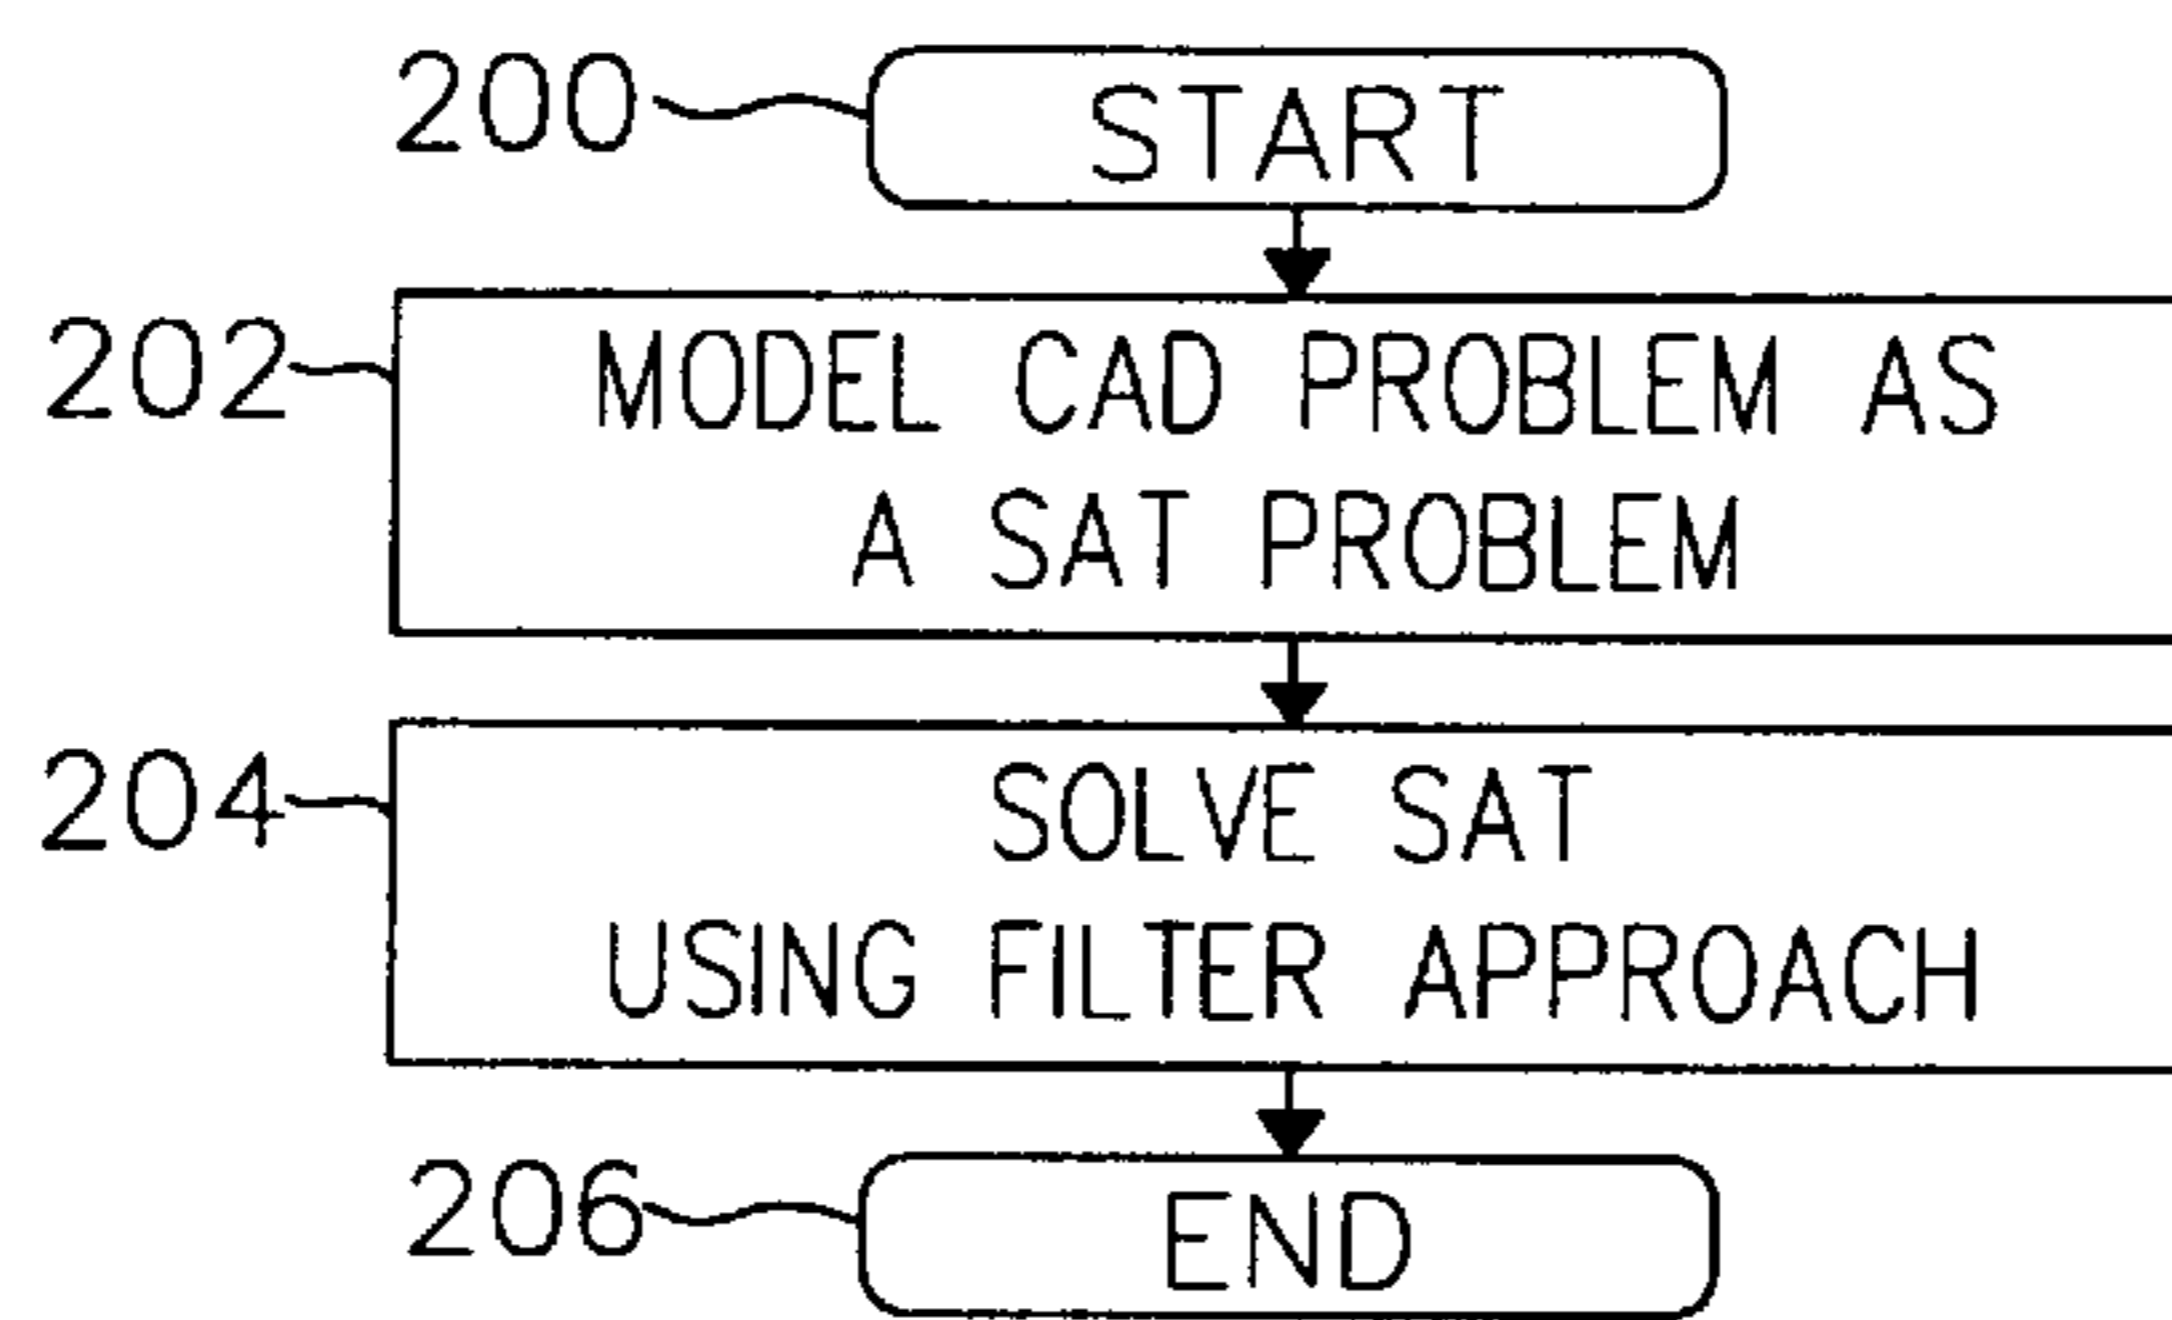 200 START
202 MODEL CAD PROBLEM AS
A SAT PROBLEM
204 SOLVE SAT
USING FILTER APPROACH
206 END